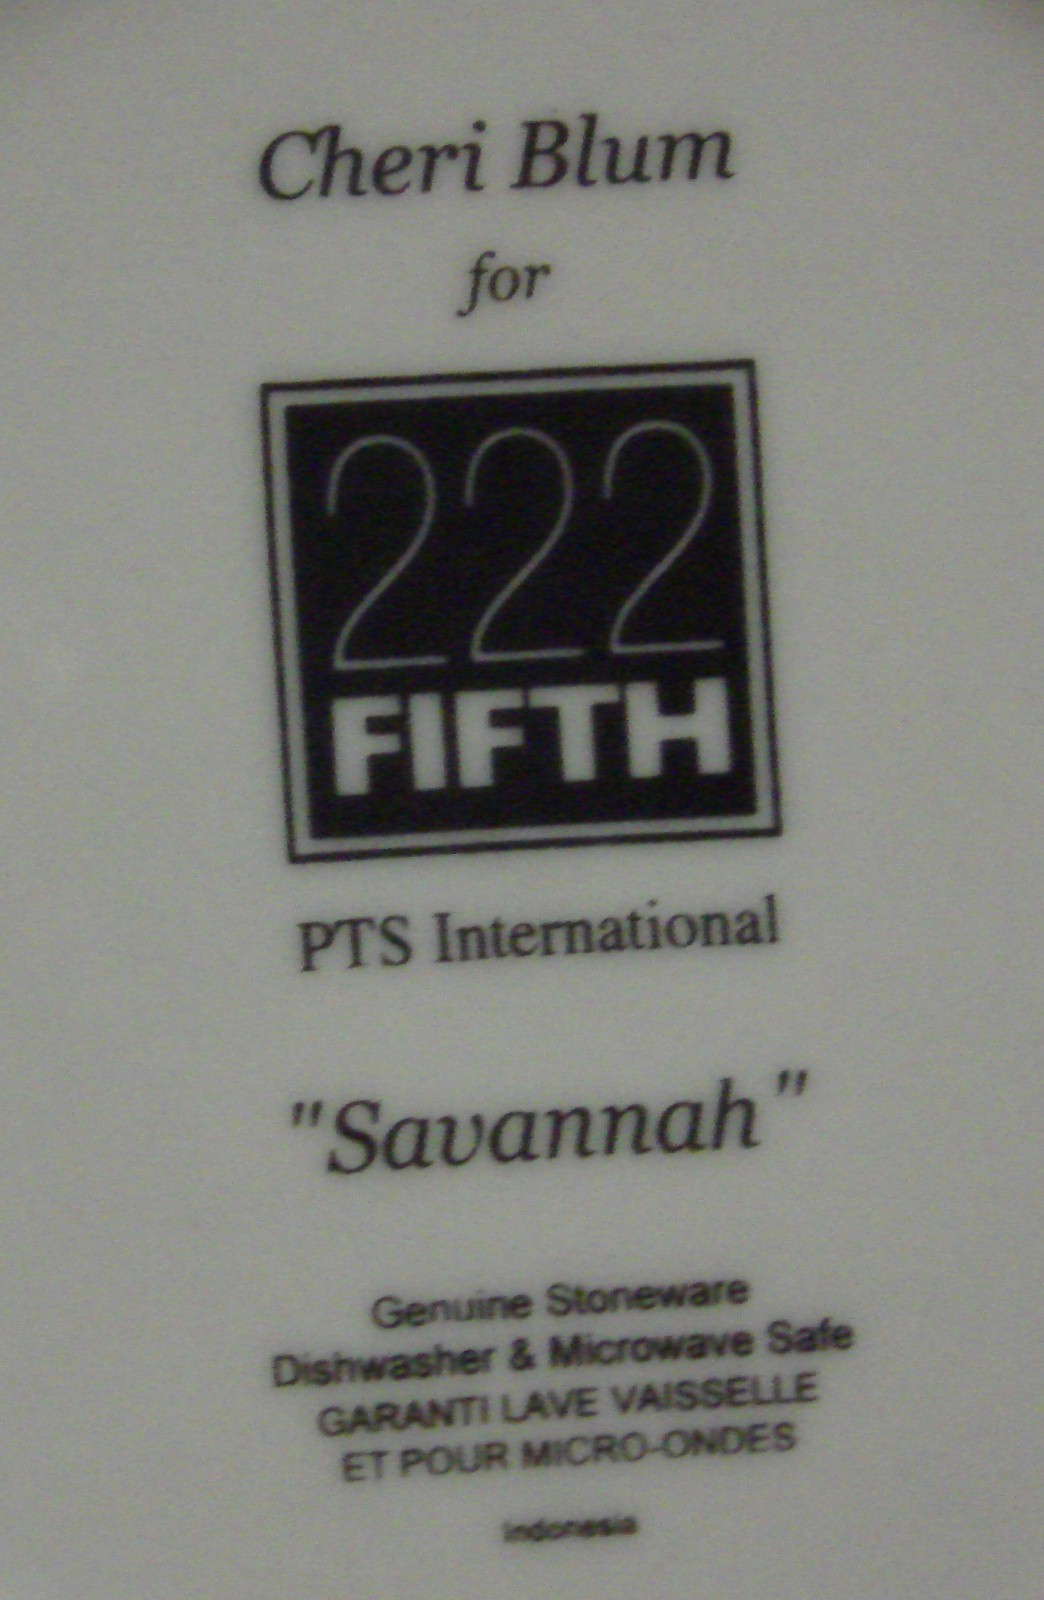 Cheri Blum
for
222
FIFTH
PTS International
"Savannah"
Genuine Stoneware
Dishwasher & Microwave Safe
GARANTI LAVE VAISSELLE
ET POUR MICRO-ONDES
Indonesia